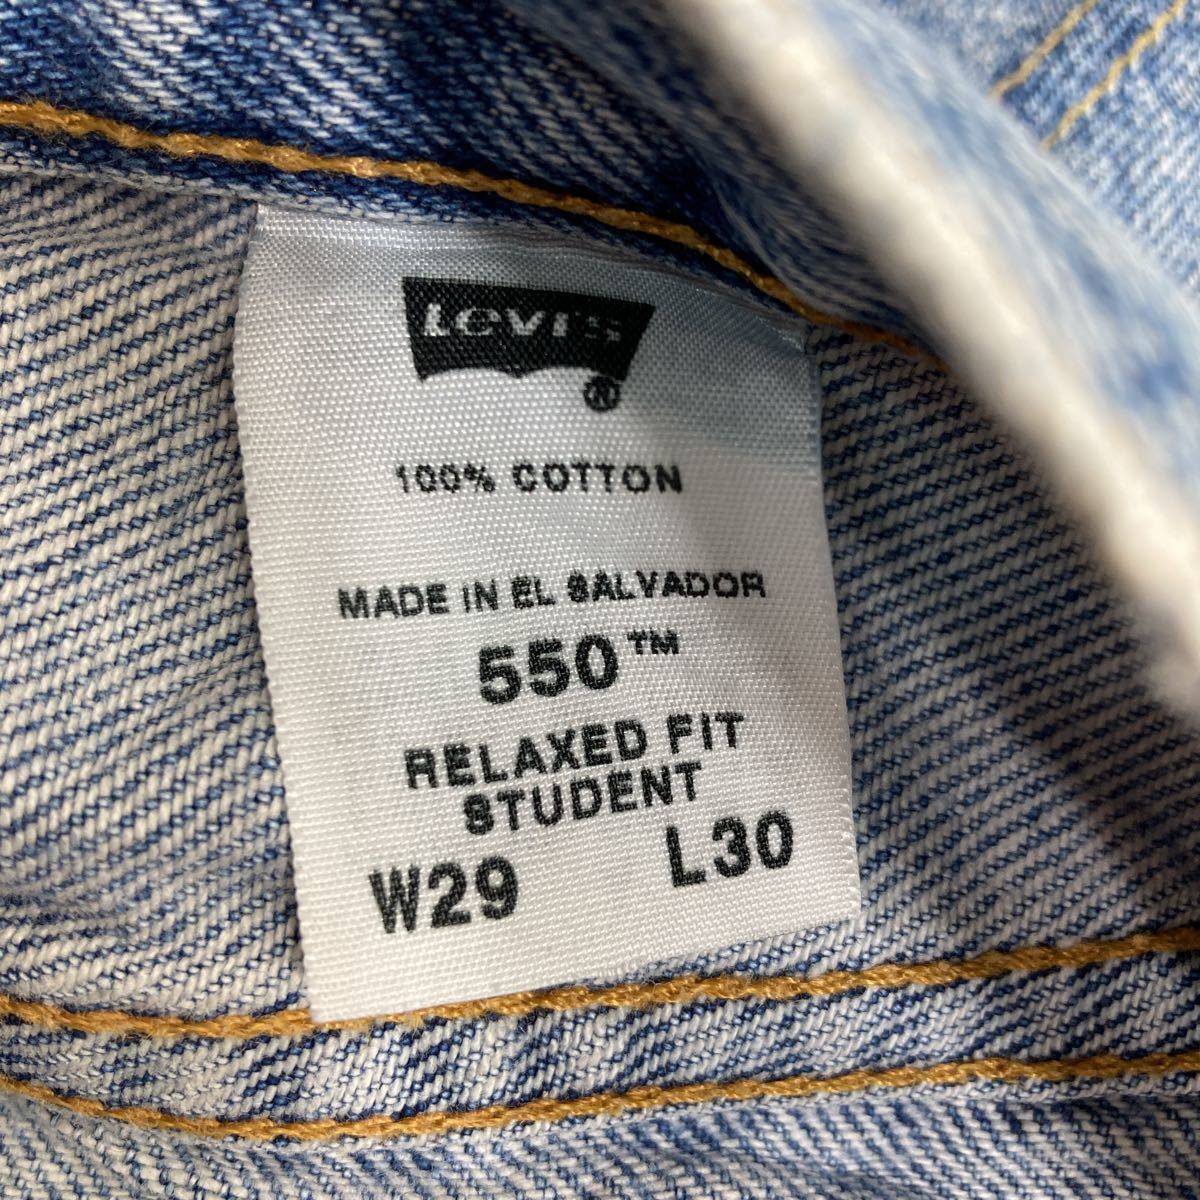 Levi's
®
100% COTTON
MADE IN EL SALVADOR
550™
RELAXED FIT
STUDENT
W29 L30